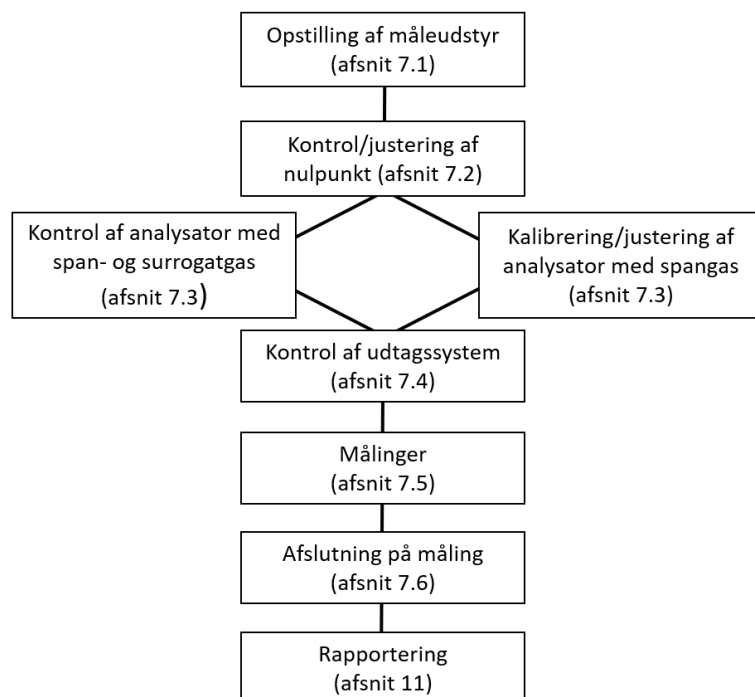 Opstilling af måleudstyr
(afsnit 7.1)
Kontrol/justering af
nulpunkt (afsnit 7.2)
Kontrol af analysator med
span- og surrogatgas
(afsnit 7.3)
Kalibrering/justering af
analysator med spangas
(afsnit 7.3)
Kontrol af udtagssystem
(afsnit 7.4)
Målinger
(afsnit 7.5)
Afslutning på måling
(afsnit 7.6)
Rapportering
(afsnit 11)